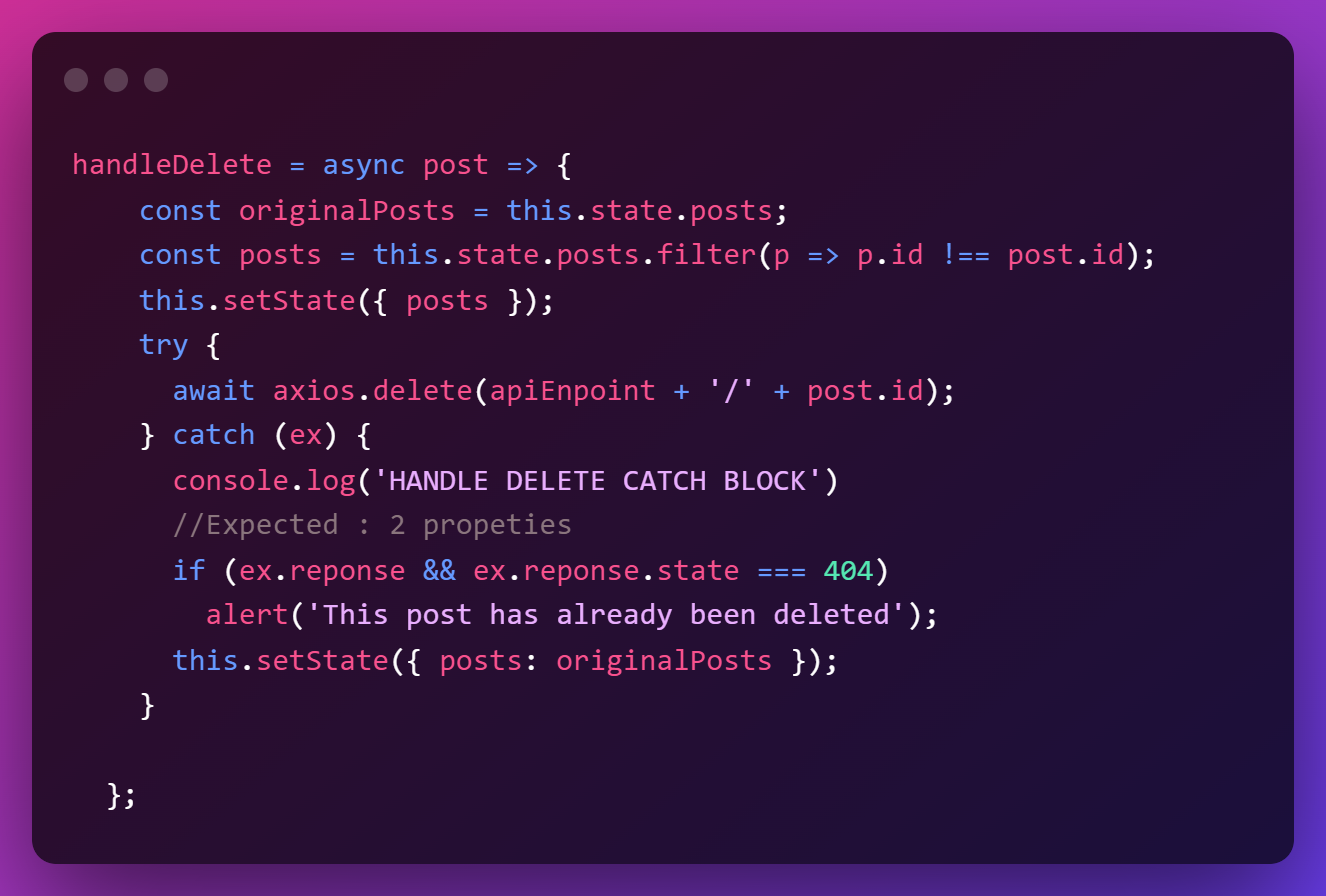 handleDelete = async post => {
    const originalPosts = this.state.posts;
    const posts = this.state.posts.filter(p => p.id !== post.id);
    this.setState({ posts });
    try {
      await axios.delete(apiEnpoint + '/' + post.id);
    } catch (ex) {
      console.log('HANDLE DELETE CATCH BLOCK')
      //Expected : 2 propeties
      if (ex.reponse && ex.reponse.state === 404)
        alert('This post has already been deleted');
      this.setState({ posts: originalPosts });
    }

  };